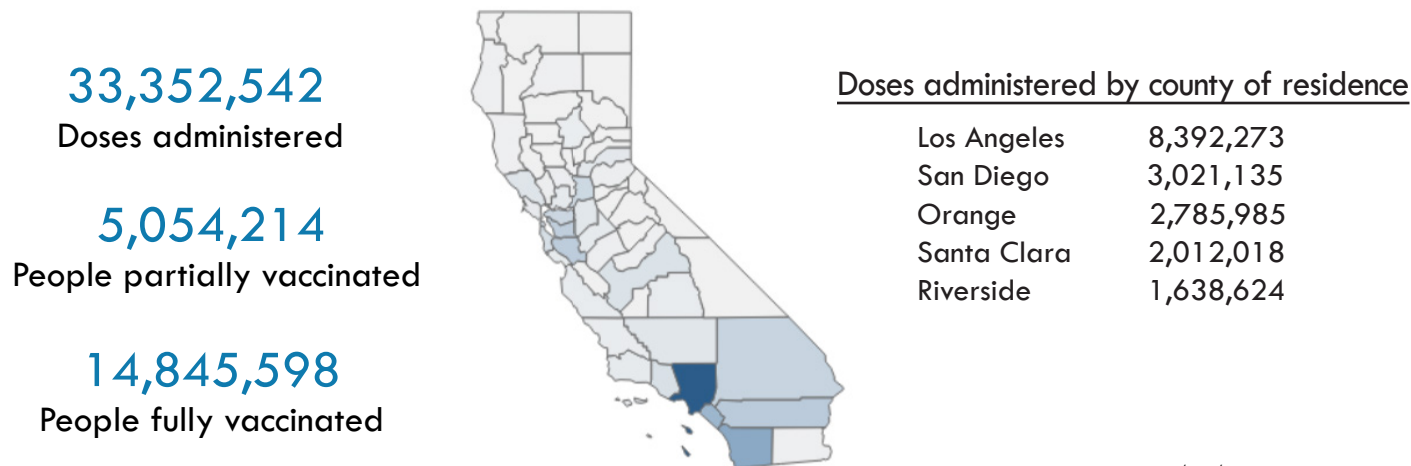 33,352,542
Doses administered
5,054,214
People partially vaccinated
14,845,598
People fully vaccinated
Doses administered by county of residence
Los Angeles 8,392,273
San Diego 3,021,135
Orange 2,785,985
Santa Clara 2,012,018
Riverside 1,638,624